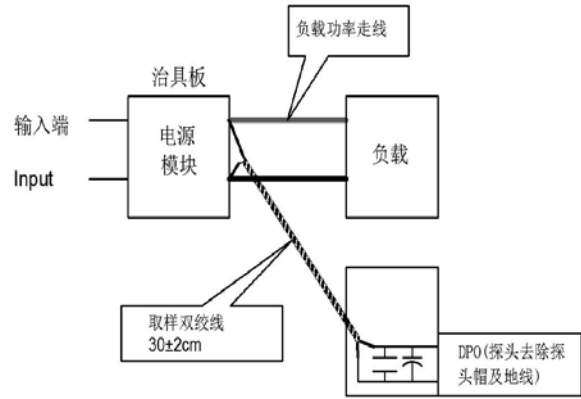 负载功率走线
治具板
输入端
Input
电源
模块
负载
取样双绞线
30±2cm
DPO(探头去除探
头帽及地线)